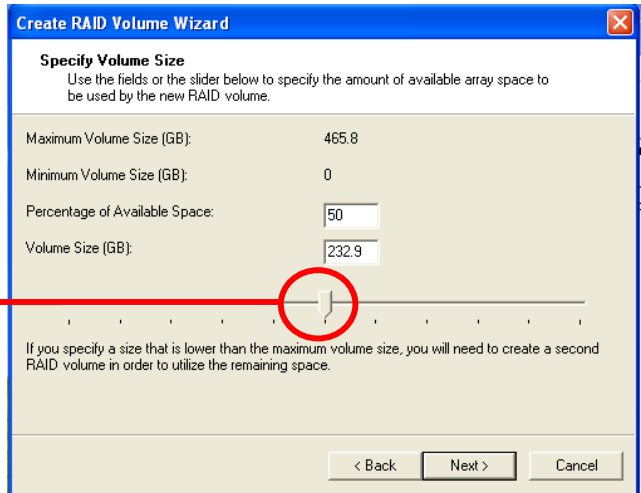 Create RAID Volume Wizard
Specify Volume Size
Use the fields or the slider below to specify the amount of available array space to
be used by the new RAID volume.
Maximum Volume Size (GB): 465.8
Minimum Volume Size (GB): 0
Percentage of Available Space: 50
Volume Size (GB): 232.9
If you specify a size that is lower than the maximum volume size, you will need to create a second
RAID volume in order to utilize the remaining space.
< Back Next > Cancel